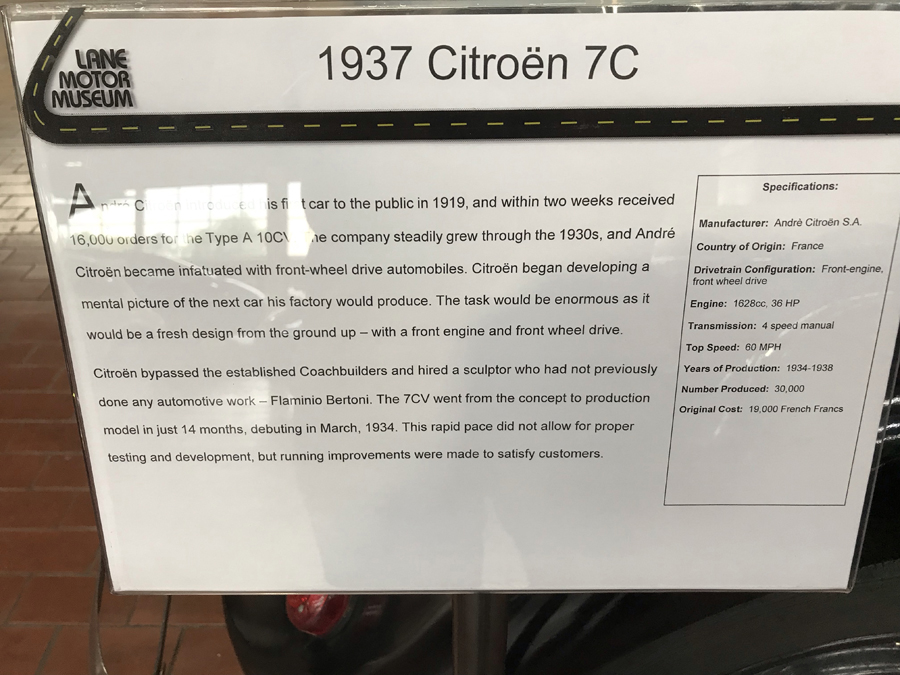 LANE
MOTOR
MUSEUM
1937 Citroën 7C
André Citroën introduced his first car to the public in 1919, and within two weeks received
16,000 orders for the Type A 10CV. The company steadily grew through the 1930s, and André
Citroën became infatuated with front-wheel drive automobiles. Citroën began developing a
mental picture of the next car his factory would produce. The task would be enormous as it
would be a fresh design from the ground up – with a front engine and front wheel drive.
Citroën bypassed the established Coachbuilders and hired a sculptor who had not previously
done any automotive work – Flaminio Bertoni. The 7CV went from the concept to production
model in just 14 months, debuting in March, 1934. This rapid pace did not allow for proper
testing and development, but running improvements were made to satisfy customers.
Specifications:
Manufacturer: Andrè Citroën S.A.
Country of Origin: France
Drivetrain Configuration: Front-engine,
front wheel drive
Engine: 1628cc, 36 HP
Transmission: 4 speed manual
Top Speed: 60 MPH
Years of Production: 1934-1938
Number Produced: 30,000
Original Cost: 19,000 French Francs